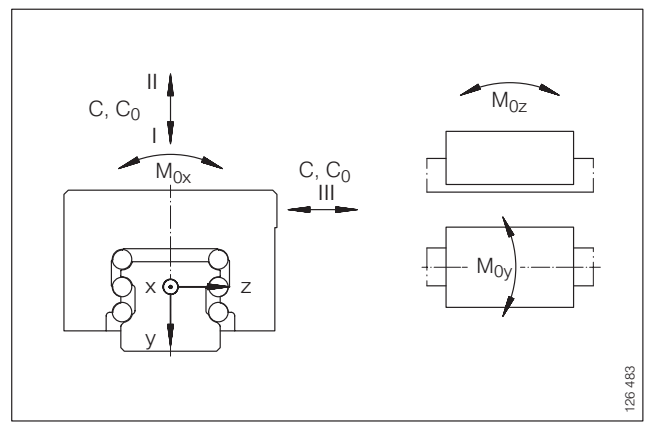 II
C, C₀
I
M₀ₓ
C, C₀
III
x
z
y
M₀z
M₀y
126 483